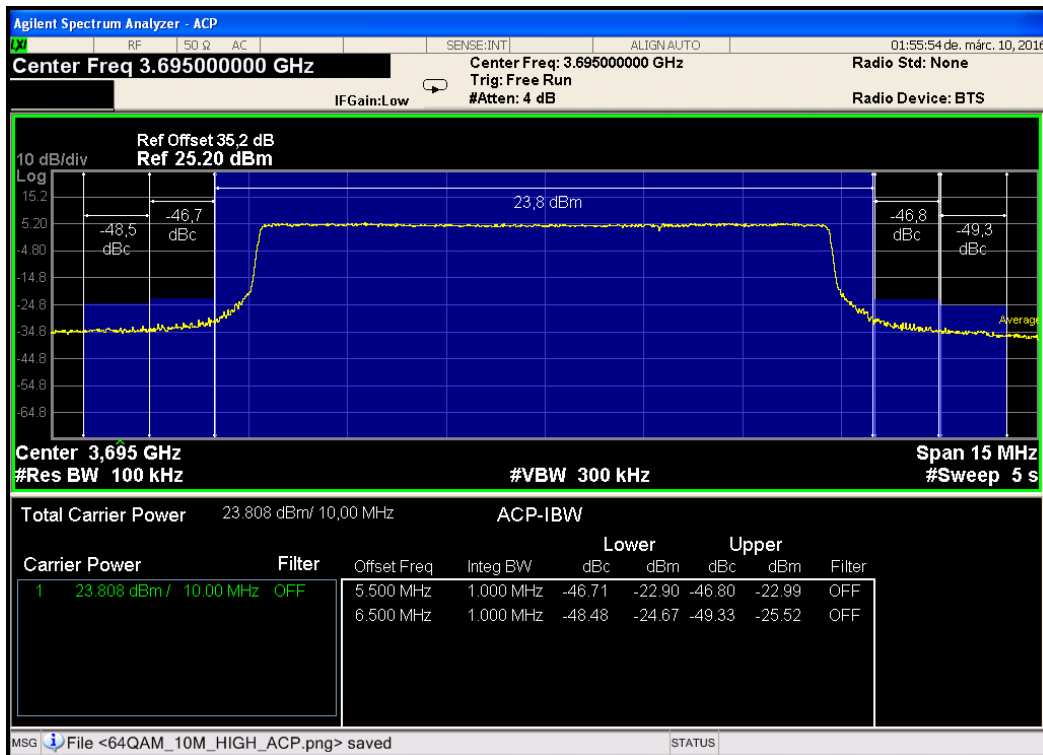 Agilent Spectrum Analyzer - ACP
LXI RF 50 Ω AC SENSE:INT ALIGN AUTO 01:55:54 de. márc. 10, 2016
Center Freq 3.695000000 GHz
Center Freq: 3.695000000 GHz
Radio Std: None
Trig: Free Run
IFGain:Low
#Atten: 4 dB
Radio Device: BTS
Ref Offset 35,2 dB
10 dB/div Ref 25.20 dBm
Log
15.2
5.20
-4.80
-14.8
-24.8
-34.8
-44.8
-54.8
-64.8
-48,5 dBc
-46,7 dBc
23,8 dBm
-46,8 dBc
-49,3 dBc
Average
Center 3,695 GHz Span 15 MHz
#Res BW 100 kHz #VBW 300 kHz #Sweep 5 s
Total Carrier Power 23.808 dBm/ 10,00 MHz ACP-IBW
Lower Upper
Carrier Power Filter Offset Freq Integ BW dBc dBm dBc dBm Filter
1 23.808 dBm / 10.00 MHz OFF 5.500 MHz 1.000 MHz -46.71 -22.90 -46.80 -22.99 OFF
6.500 MHz 1.000 MHz -48.48 -24.67 -49.33 -25.52 OFF
MSG File <64QAM_10M_HIGH_ACP.png> saved STATUS